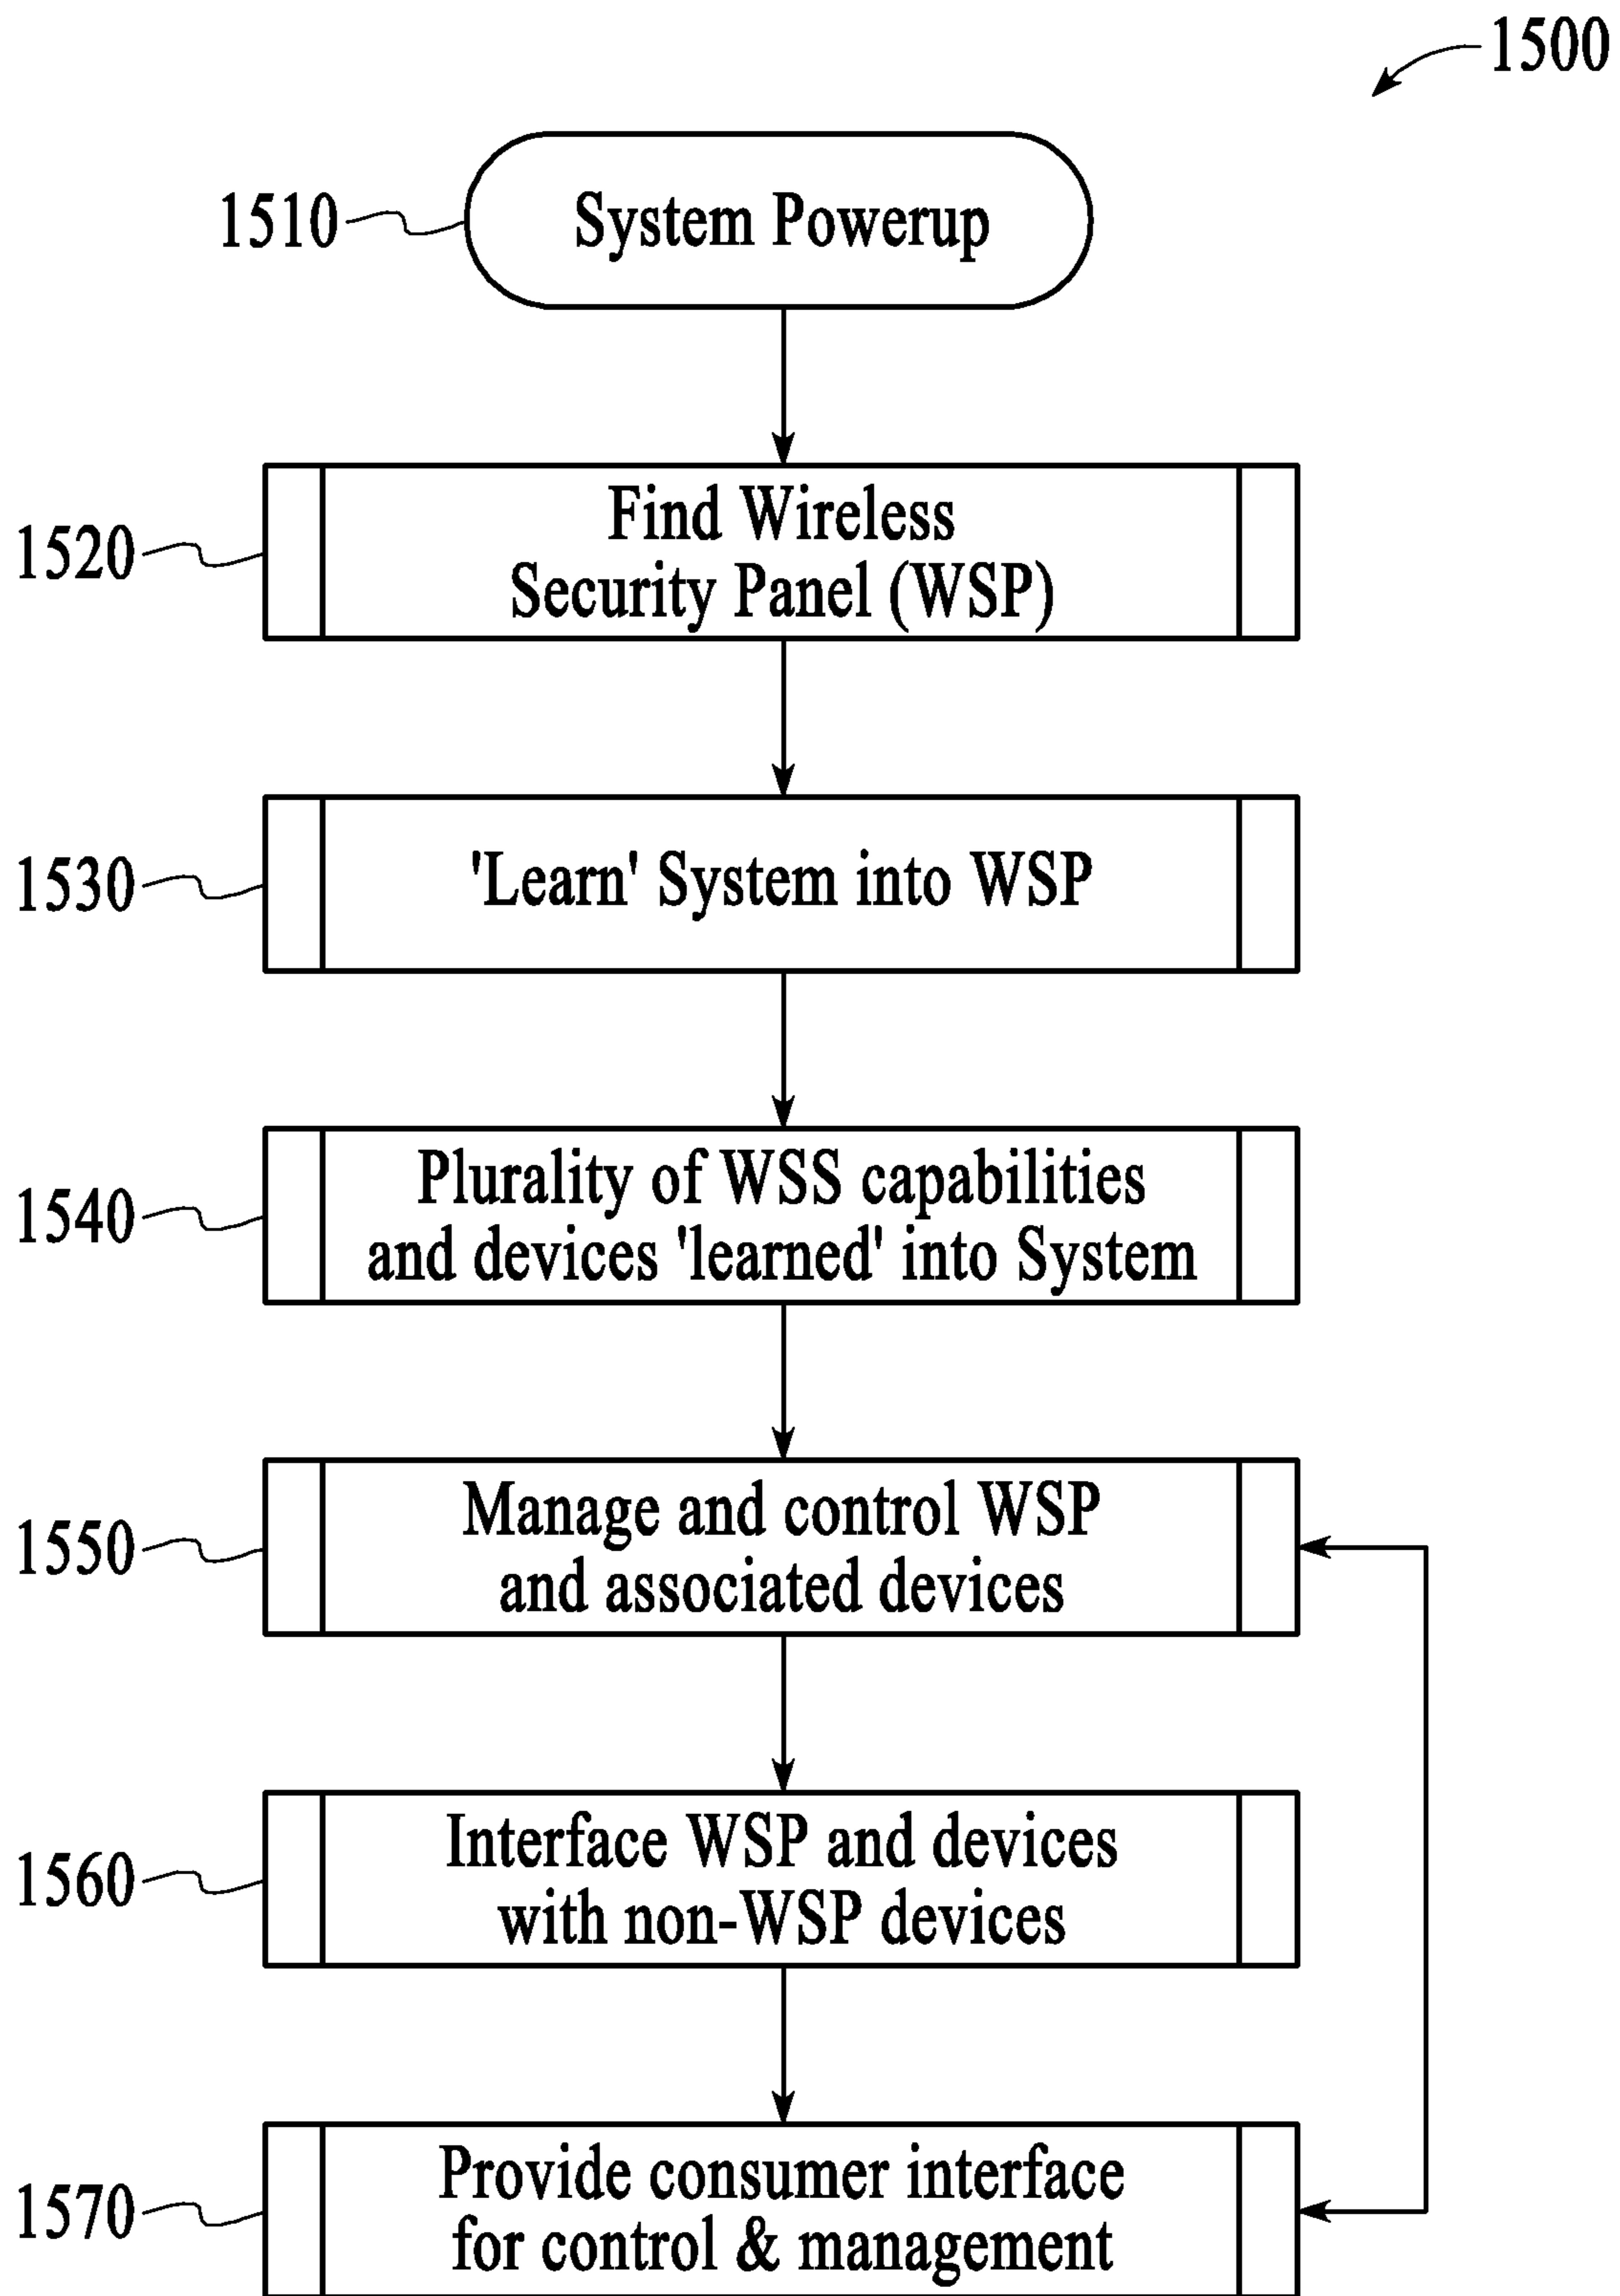 1500
1510
System Powerup
1520
Find Wireless
Security Panel (WSP)
1530
'Learn' System into WSP
1540
Plurality of WSS capabilities
and devices 'learned' into System
1550
Manage and control WSP
and associated devices
1560
Interface WSP and devices
with non-WSP devices
1570
Provide consumer interface
for control & management